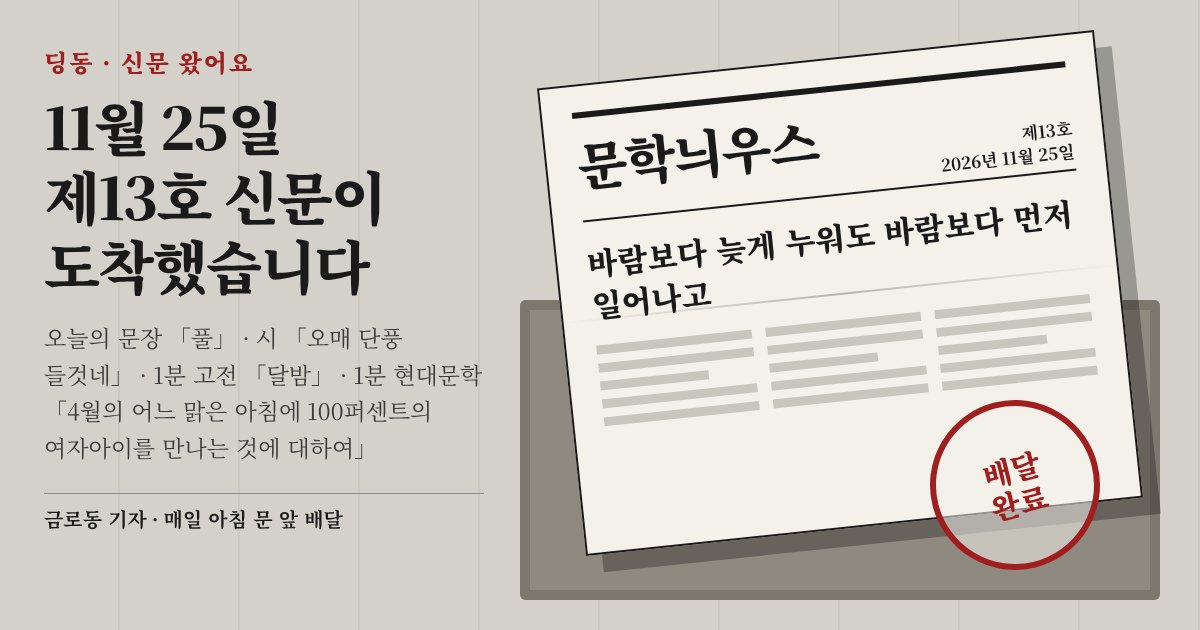 딩동 · 신문 왔어요
11월 25일
제13호 신문이
도착했습니다
오늘의 문장 「풀」 · 시 「오매 단풍
들것네」 · 1분 고전 「달밤」 · 1분 현대문학
「4월의 어느 맑은 아침에 100퍼센트의
여자아이를 만나는 것에 대하여」
금로동 기자 · 매일 아침 문 앞 배달
문학늬우스
제13호
2026년 11월 25일
바람보다 늦게 누워도 바람보다 먼저
일어나고
배달
완료